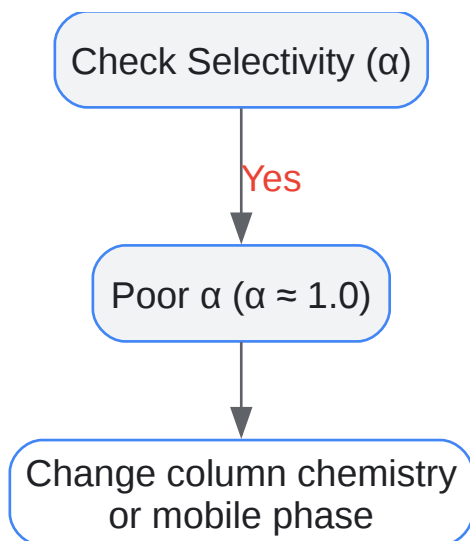 Check Selectivity (α)
Yes
Poor α (α ≈ 1.0)
Change column chemistry
or mobile phase